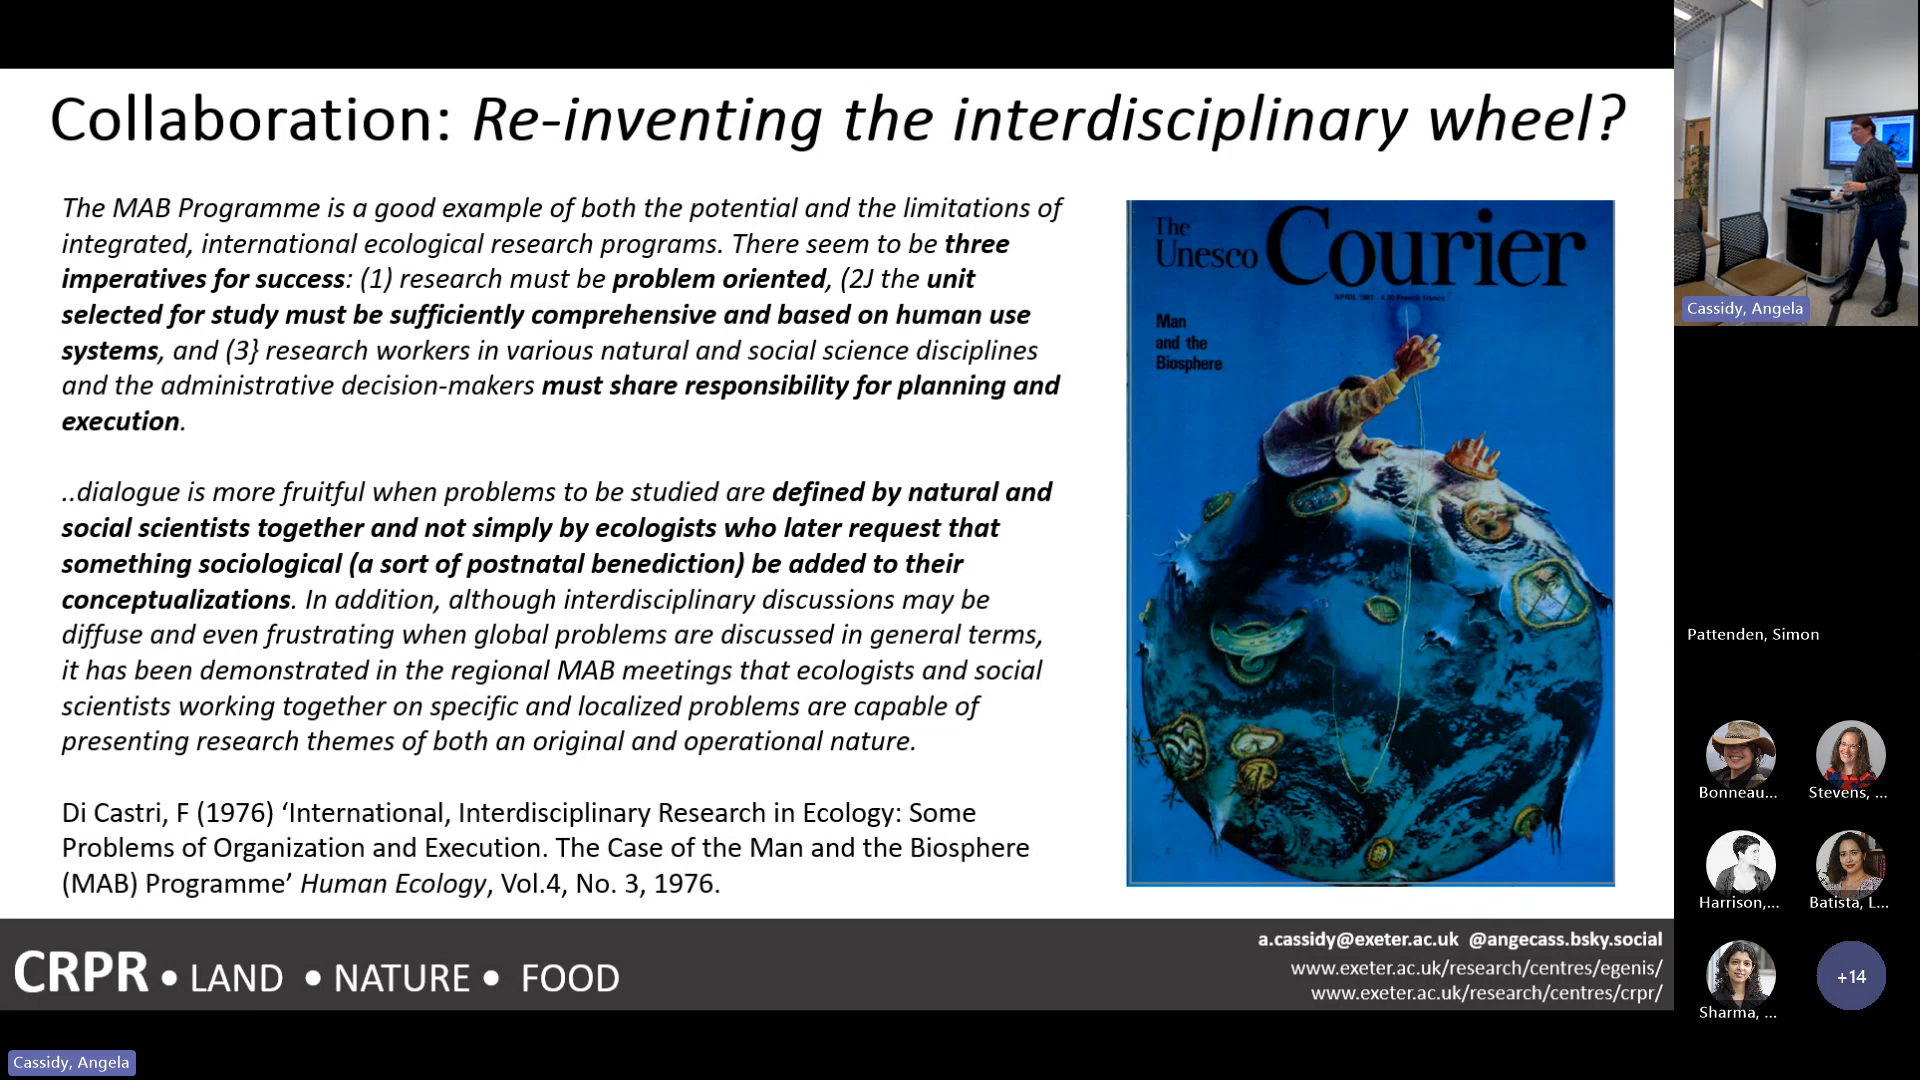 Collaboration: Re-inventing the interdisciplinary wheel?
The MAB Programme is a good example of both the potential and the limitations of
integrated, international ecological research programs. There seem to be three
imperatives for success: (1) research must be problem oriented, (2J the unit
selected for study must be sufficiently comprehensive and based on human use
systems, and (3} research workers in various natural and social science disciplines
and the administrative decision-makers must share responsibility for planning and
execution.
..dialogue is more fruitful when problems to be studied are defined by natural and
social scientists together and not simply by ecologists who later request that
something sociological (a sort of postnatal benediction) be added to their
conceptualizations. In addition, although interdisciplinary discussions may be
diffuse and even frustrating when global problems are discussed in general terms,
it has been demonstrated in the regional MAB meetings that ecologists and social
scientists working together on specific and localized problems are capable of
presenting research themes of both an original and operational nature.
Di Castri, F (1976) ‘International, Interdisciplinary Research in Ecology: Some
Problems of Organization and Execution. The Case of the Man and the Biosphere
(MAB) Programme’ Human Ecology, Vol.4, No. 3, 1976.
The
Unesco Courier
Man
and the
Biosphere
CRPR • LAND • NATURE • FOOD
a.cassidy@exeter.ac.uk @angecass.bsky.social
www.exeter.ac.uk/research/centres/egenis/
www.exeter.ac.uk/research/centres/crpr/
Cassidy, Angela
Cassidy, Angela
Pattenden, Simon
Bonneau...
Stevens, ...
Harrison,...
Batista, L...
Sharma, ...
+14